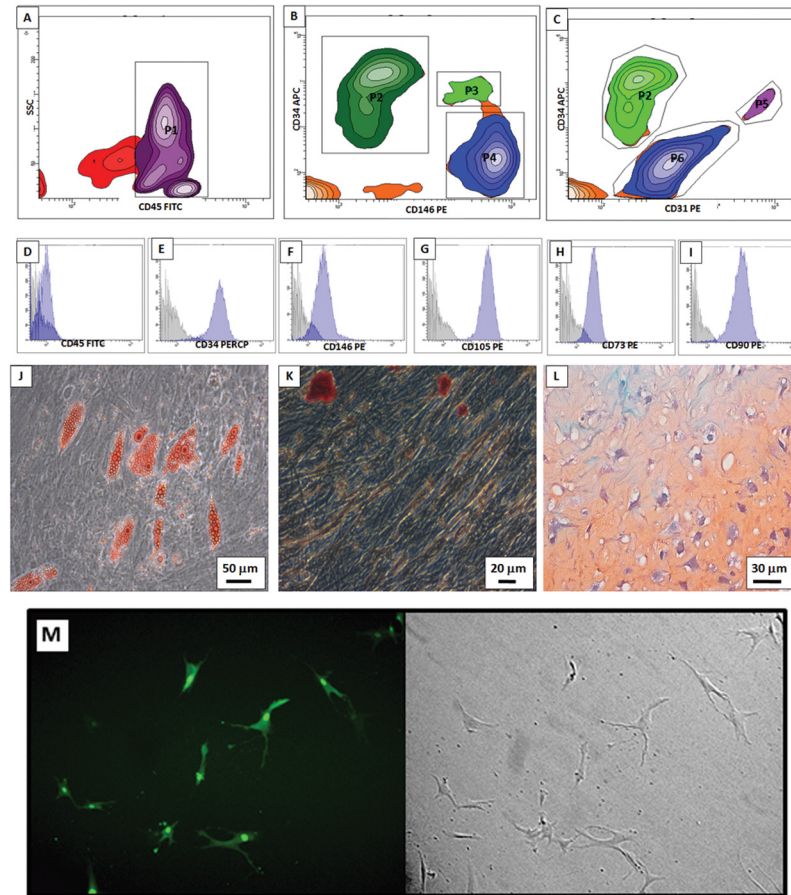 A
SSC
P1
CD45 FITC
B
CD34 APC
P2
P3
P4
CD146 PE
C
CD34 APC
P2
P5
P6
CD31 PE
D
CD45 FITC
E
CD34 PERCP
F
CD146 PE
G
CD105 PE
H
CD73 PE
I
CD90 PE
J
50 µm
K
20 µm
L
30 µm
M